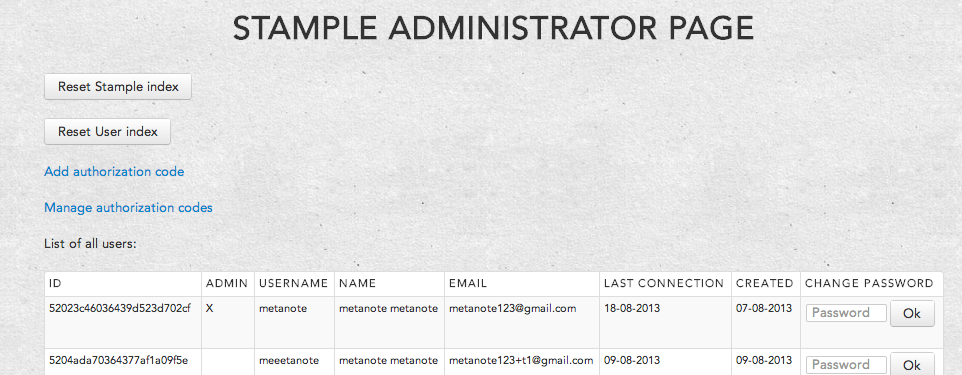 STAMPLE ADMINISTRATOR PAGE
Reset Stample index
Reset User index
Add authorization code
Manage authorization codes
List of all users:
ID ADMIN USERNAME NAME EMAIL LAST CONNECTION CREATED CHANGE PASSWORD
52023c46036439d523d702cf X metanote metanote metanote metanote123@gmail.com 18-08-2013 07-08-2013 Password Ok
5204ada70364377af1a09f5e meeetanote metanote metanote metanote123+t1@gmail.com 09-08-2013 09-08-2013 Password Ok